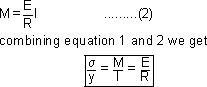 M = E/R I .........(2)
combining equation 1 and 2 we get
σ/y = M/T = E/R